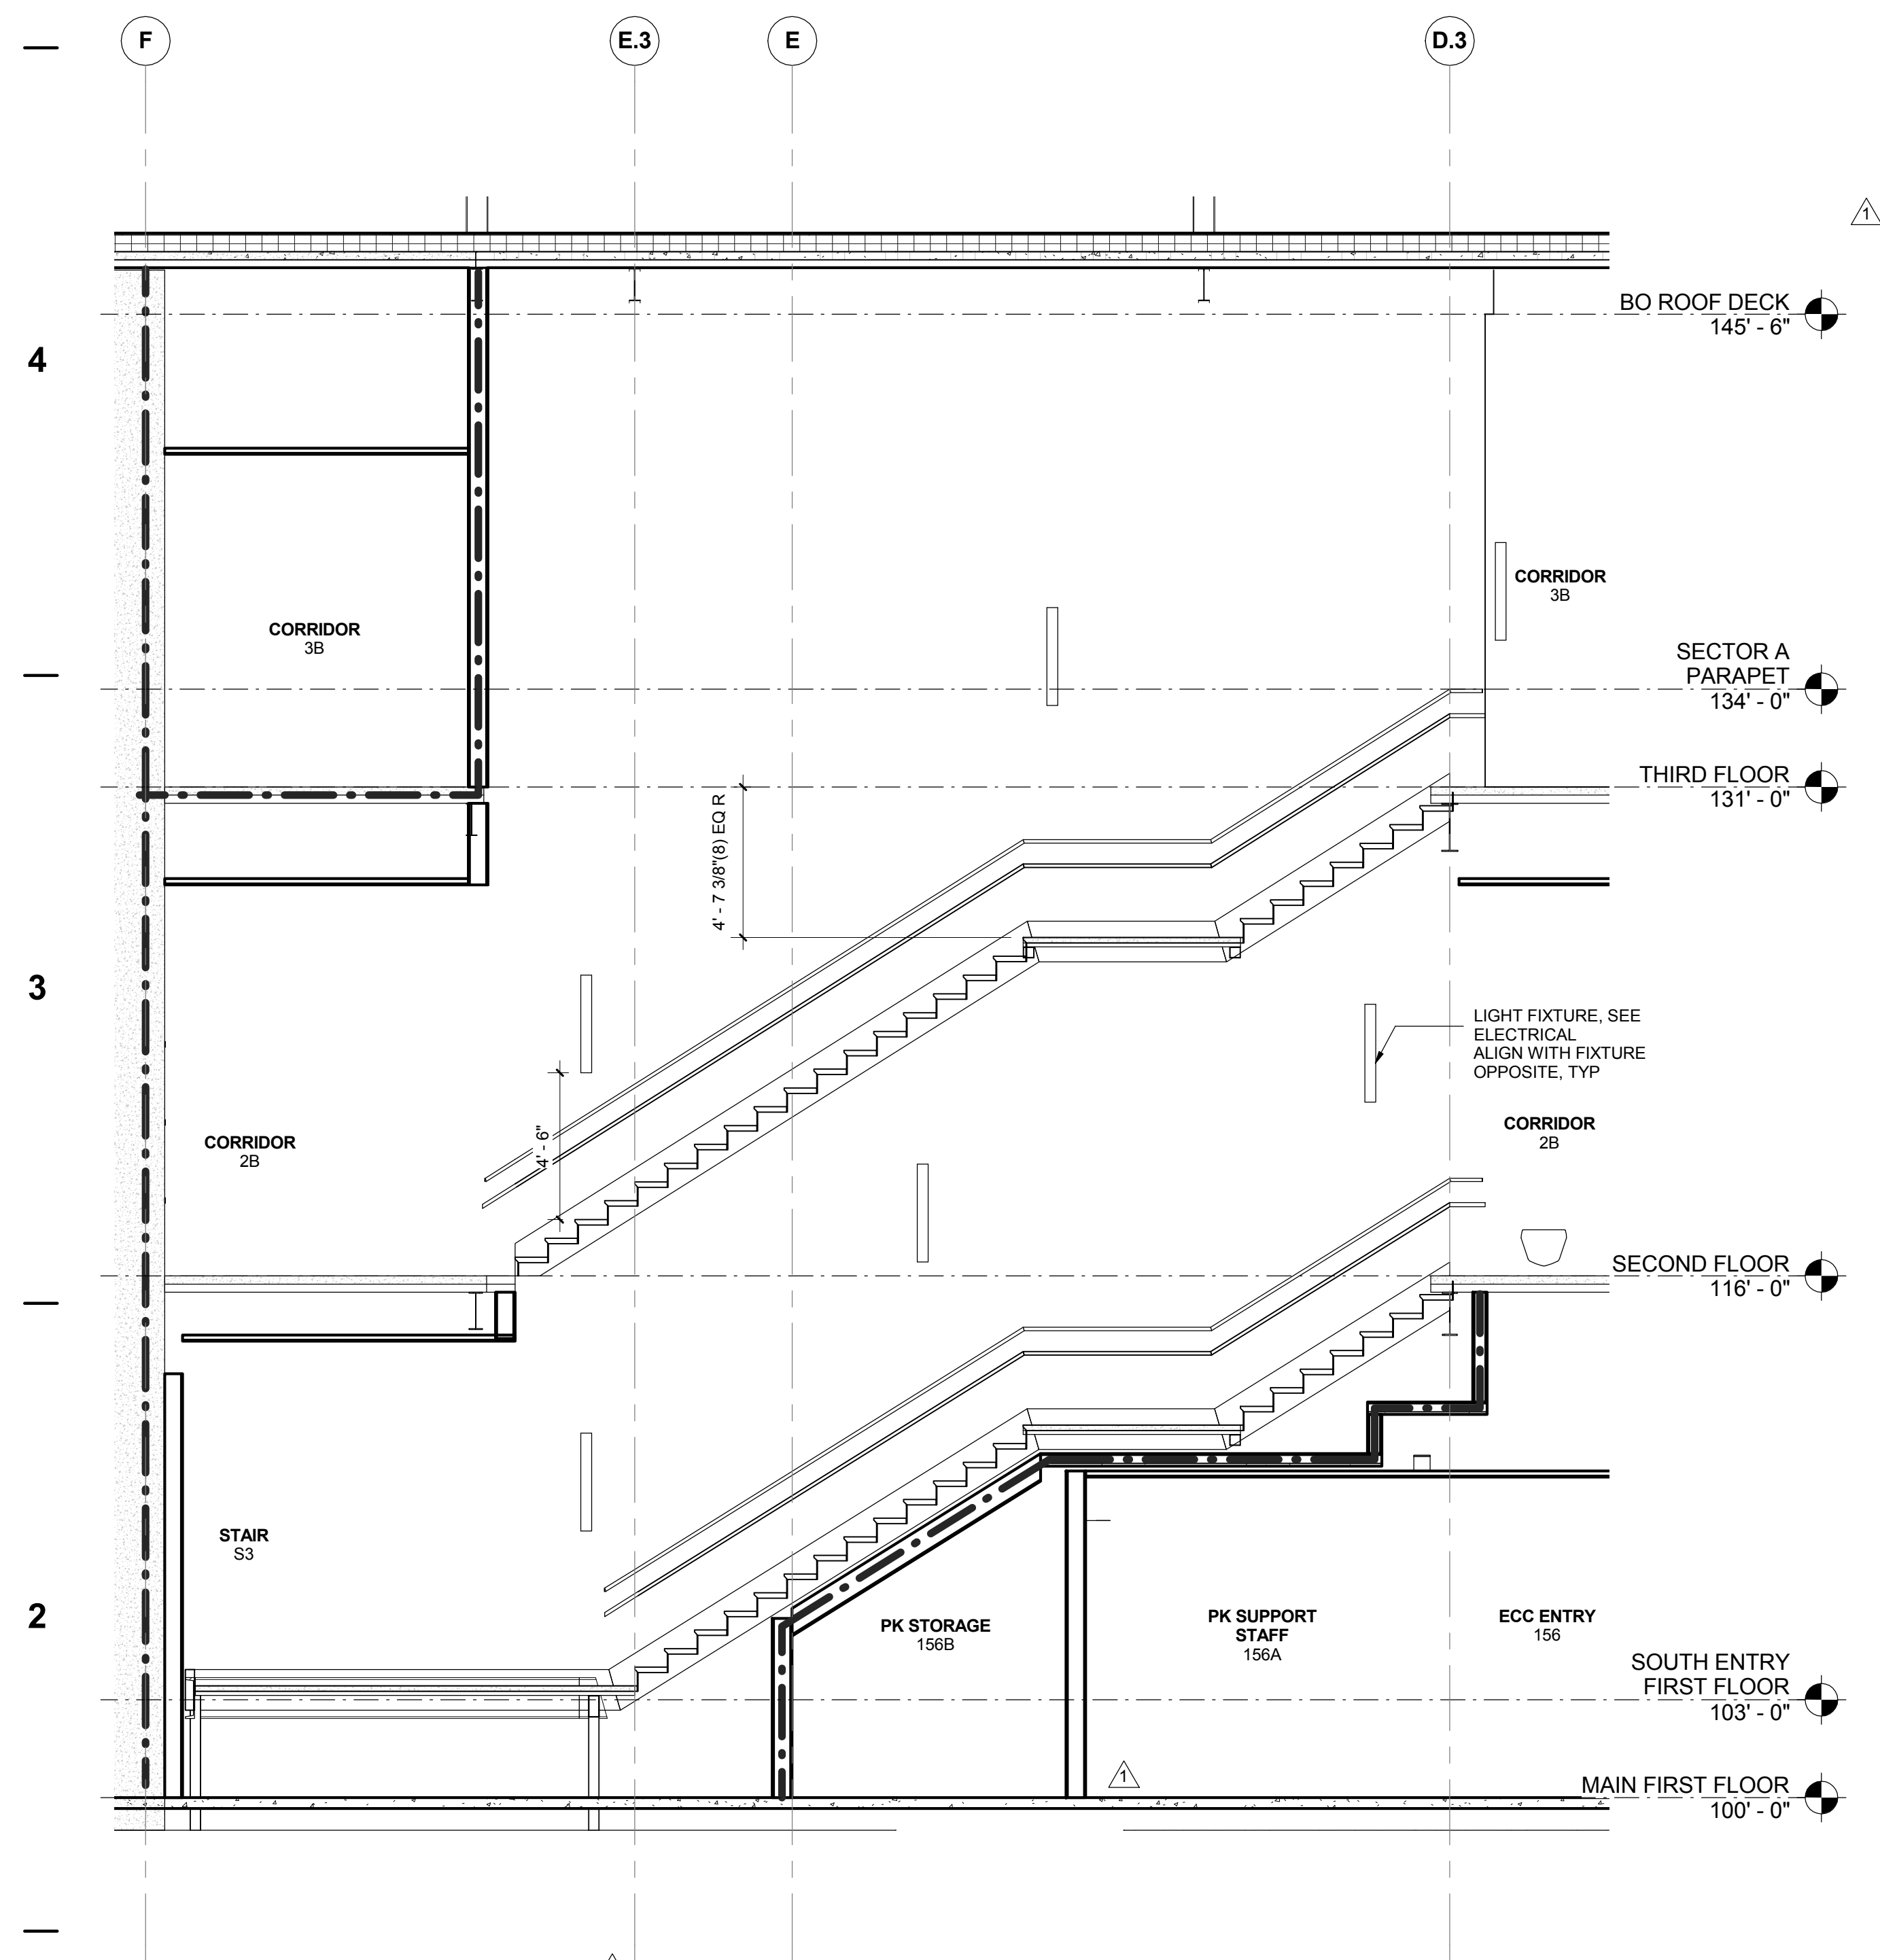 F
E.3
E
D.3
1
BO ROOF DECK
145' - 6"
4
CORRIDOR
3B
CORRIDOR
3B
SECTOR A
PARAPET
134' - 0"
THIRD FLOOR
131' - 0"
4' - 7 3/8"(8) EQ R
3
LIGHT FIXTURE, SEE
ELECTRICAL
ALIGN WITH FIXTURE
OPPOSITE, TYP
4' - 6"
CORRIDOR
2B
CORRIDOR
2B
SECOND FLOOR
116' - 0"
STAIR
S3
2
PK STORAGE
156B
PK SUPPORT
STAFF
156A
ECC ENTRY
156
SOUTH ENTRY
FIRST FLOOR
103' - 0"
1
MAIN FIRST FLOOR
100' - 0"